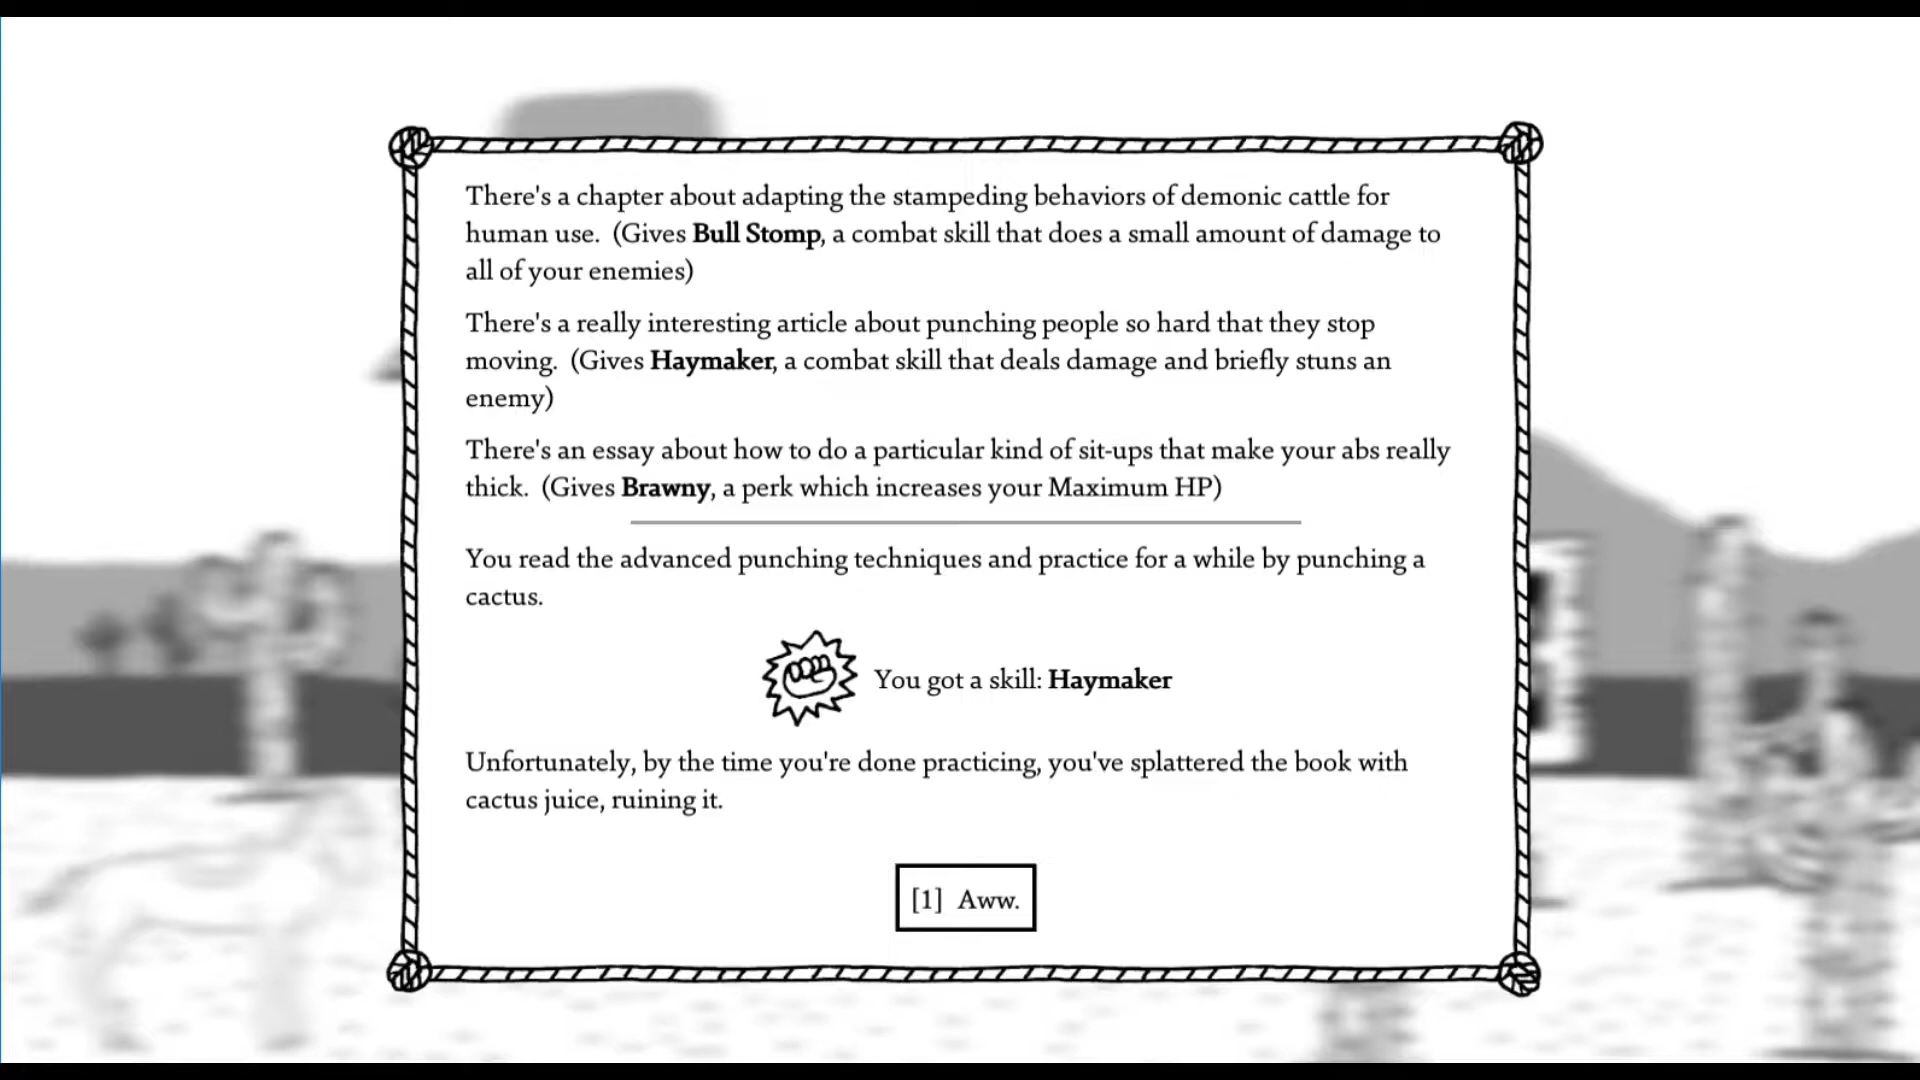 There's a chapter about adapting the stampeding behaviors of demonic cattle for
human use.  (Gives Bull Stomp, a combat skill that does a small amount of damage to
all of your enemies)
There's a really interesting article about punching people so hard that they stop
moving.  (Gives Haymaker, a combat skill that deals damage and briefly stuns an
enemy)
There's an essay about how to do a particular kind of sit-ups that make your abs really
thick.  (Gives Brawny, a perk which increases your Maximum HP)
You read the advanced punching techniques and practice for a while by punching a
cactus.
You got a skill: Haymaker
Unfortunately, by the time you're done practicing, you've splattered the book with
cactus juice, ruining it.
[1]  Aww.